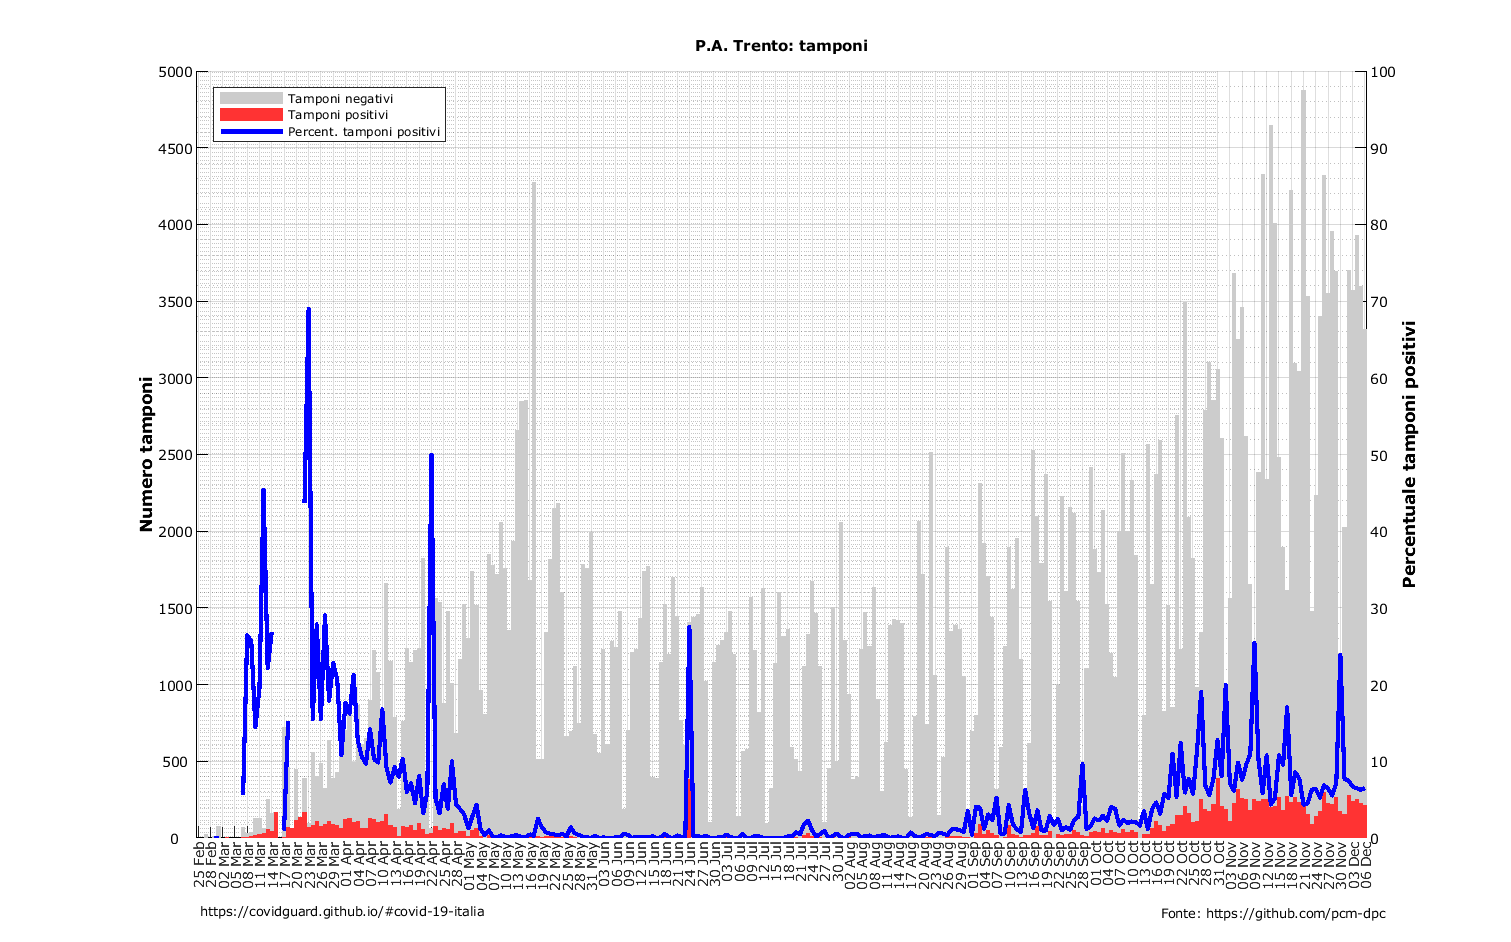 P.A. Trento: tamponi
Tamponi negativi
Tamponi positivi
Percent. tamponi positivi
Numero tamponi
5000
4500
4000
3500
3000
2500
2000
1500
1000
500
0
100
90
80
70
60
50
40
30
20
10
0
Percentuale tamponi positivi
25 Feb
28 Feb
02 Mar
05 Mar
08 Mar
11 Mar
14 Mar
17 Mar
20 Mar
23 Mar
26 Mar
29 Mar
01 Apr
04 Apr
07 Apr
10 Apr
13 Apr
16 Apr
19 Apr
22 Apr
25 Apr
28 Apr
01 May
04 May
07 May
10 May
13 May
16 May
19 May
22 May
25 May
28 May
31 May
03 Jun
06 Jun
09 Jun
12 Jun
15 Jun
18 Jun
21 Jun
24 Jun
27 Jun
30 Jun
03 Jul
06 Jul
09 Jul
12 Jul
15 Jul
18 Jul
21 Jul
24 Jul
27 Jul
30 Jul
02 Aug
05 Aug
08 Aug
11 Aug
14 Aug
17 Aug
20 Aug
23 Aug
26 Aug
29 Aug
01 Sep
04 Sep
07 Sep
10 Sep
13 Sep
16 Sep
19 Sep
22 Sep
25 Sep
28 Sep
01 Oct
04 Oct
07 Oct
10 Oct
13 Oct
16 Oct
19 Oct
22 Oct
25 Oct
28 Oct
31 Oct
03 Nov
06 Nov
09 Nov
12 Nov
15 Nov
18 Nov
21 Nov
24 Nov
27 Nov
30 Nov
03 Dec
06 Dec
https://covidguard.github.io/#covid-19-italia
Fonte: https://github.com/pcm-dpc